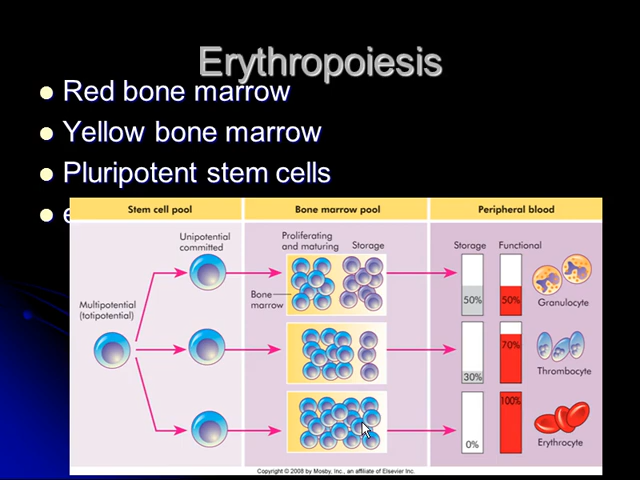 Erythropoiesis
Red bone marrow
Yellow bone marrow
Pluripotent stem cells
Stem cell pool
Bone marrow pool
Peripheral blood
Unipotential
committed
Proliferating
and maturing
Storage
Storage
Functional
Multipotential
(totipotential)
Bone
marrow
50%
50%
Granulocyte
30%
70%
Thrombocyte
0%
100%
Erythrocyte
Copyright © 2008 by Mosby, Inc., an affiliate of Elsevier Inc.